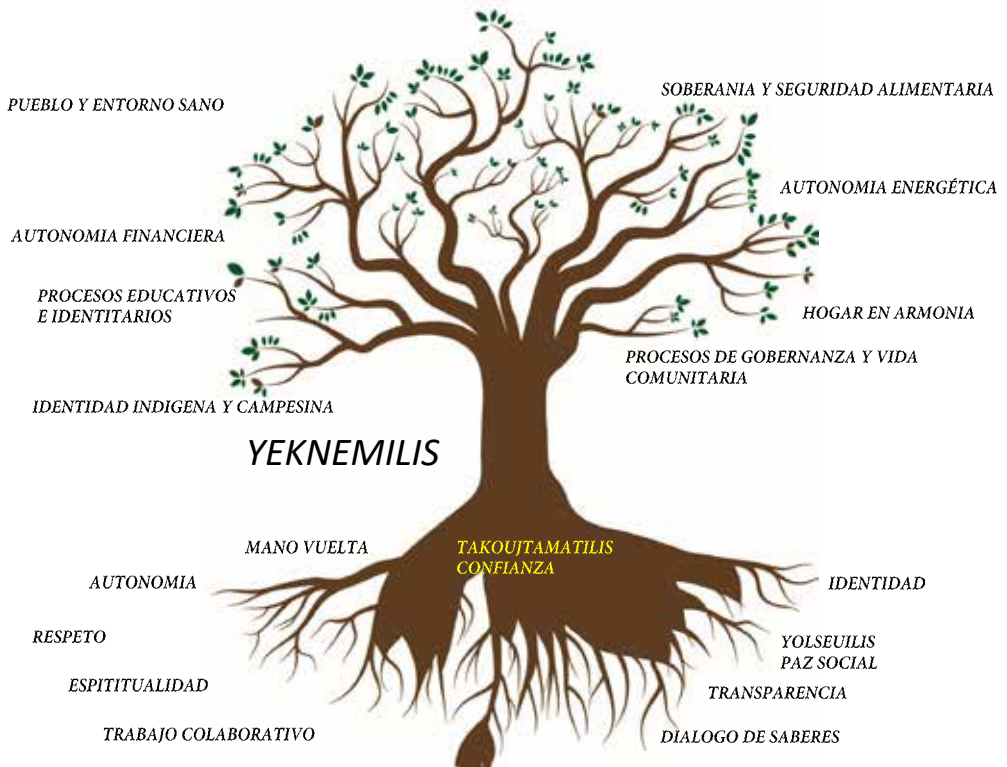 PUEBLO Y ENTORNO SANO
SOBERANIA Y SEGURIDAD ALIMENTARIA
AUTONOMIA ENERGÉTICA
AUTONOMIA FINANCIERA
PROCESOS EDUCATIVOS
E IDENTITARIOS
HOGAR EN ARMONIA
PROCESOS DE GOBERNANZA Y VIDA
COMUNITARIA
IDENTIDAD INDIGENA Y CAMPESINA
YEKNEMILIS
MANO VUELTA
TAKOUJTAMATILIS
CONFIANZA
AUTONOMIA
IDENTIDAD
RESPETO
YOLSEUILIS
PAZ SOCIAL
ESPITITUALIDAD
TRANSPARENCIA
TRABAJO COLABORATIVO
DIALOGO DE SABERES